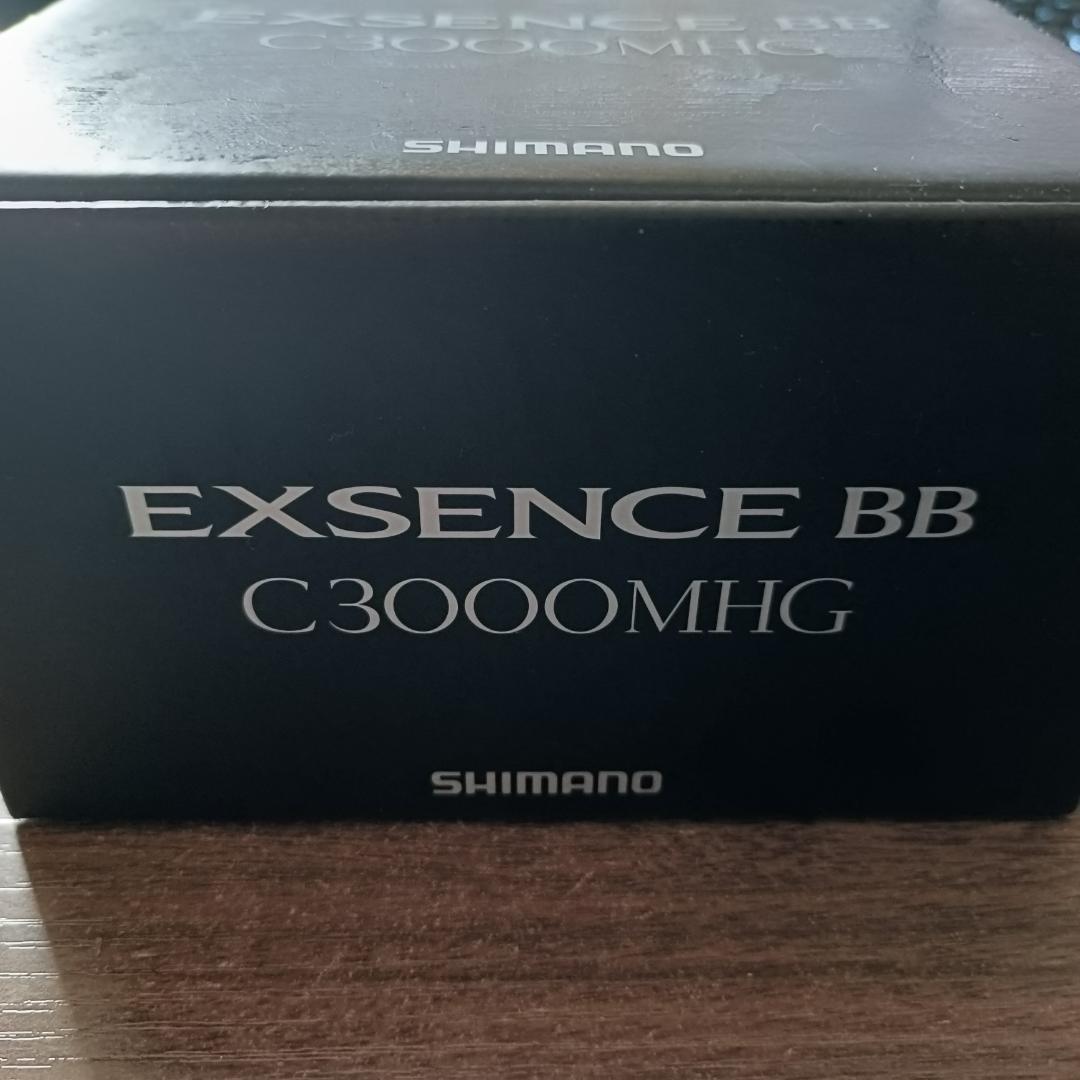 EXSENCE BB
C3000MHG
SHIMANO
EXSENCE BB
C3000MHG
SHIMANO